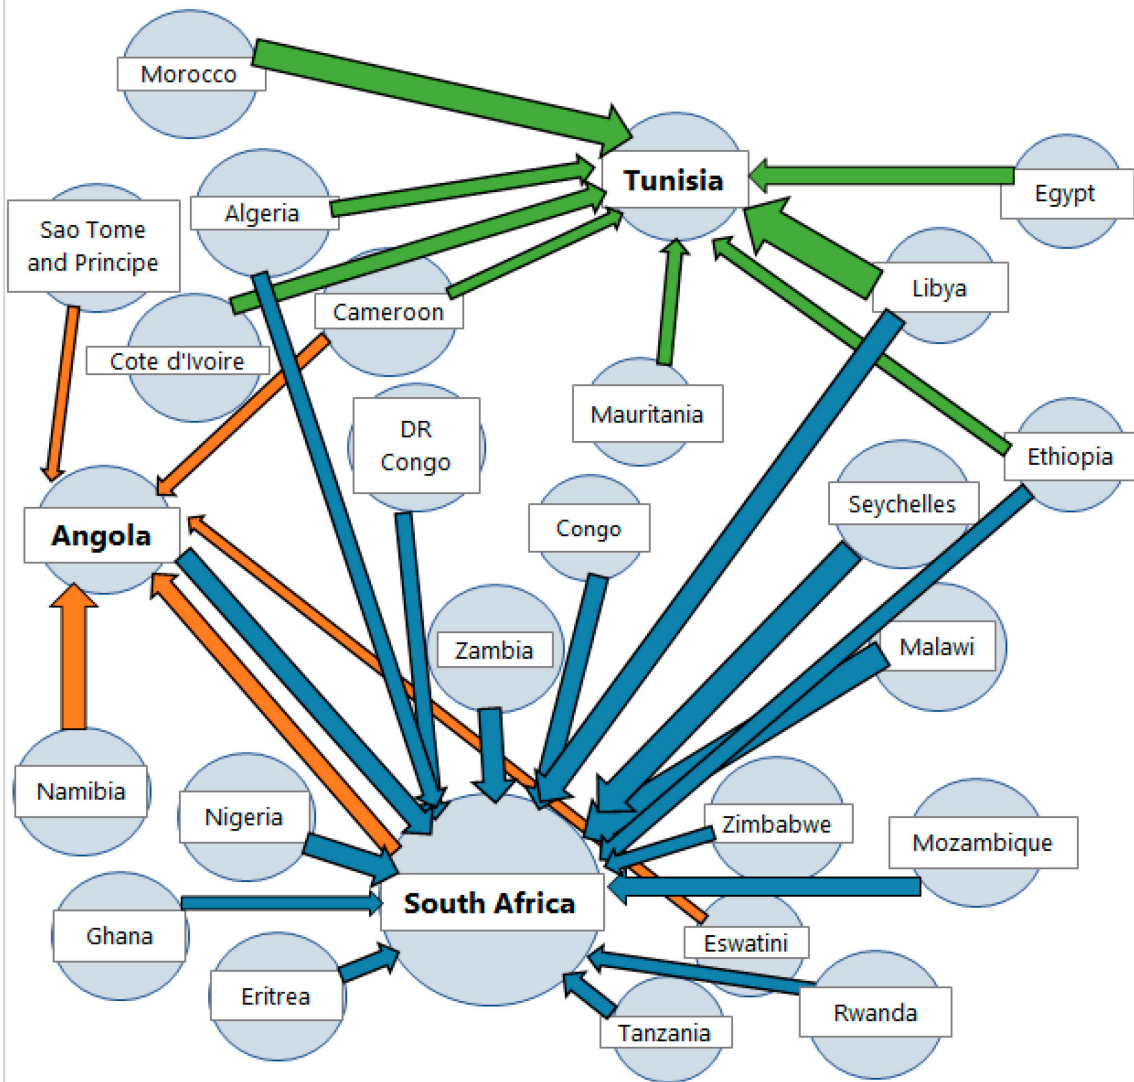 Morocco
Tunisia
Egypt
Algeria
Sao Tome
and Principe
Libya
Cameroon
Cote d'Ivoire
Mauritania
DR
Congo
Ethiopia
Seychelles
Congo
Angola
Zambia
Malawi
Namibia
Nigeria
Zimbabwe
Mozambique
South Africa
Ghana
Eswatini
Eritrea
Rwanda
Tanzania